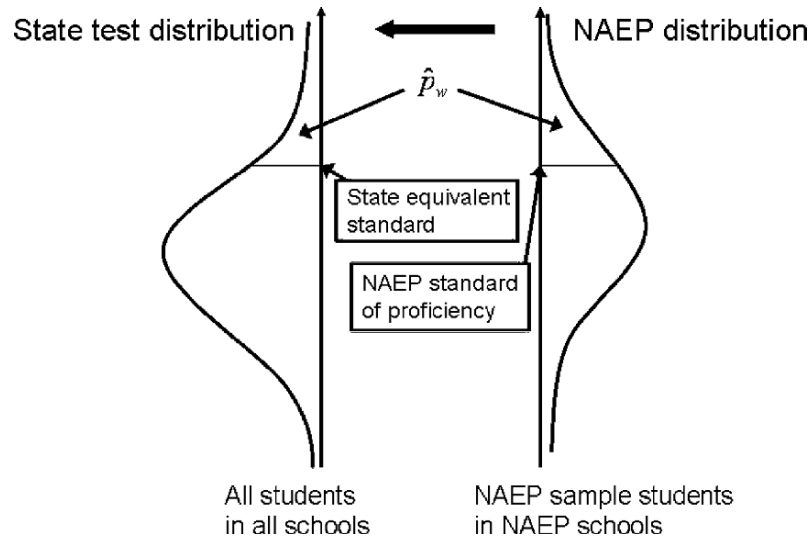 State test distribution
NAEP distribution
p̂w
State equivalent
standard
NAEP standard
of proficiency
All students
in all schools
NAEP sample students
in NAEP schools